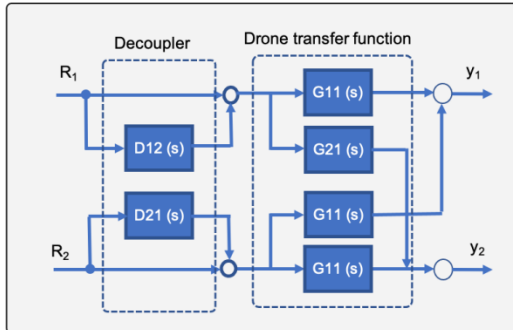 Decoupler
Drone transfer function
R₁
G11 (s)
y₁
D12 (s)
G21 (s)
D21 (s)
G11 (s)
R₂
G11 (s)
y₂